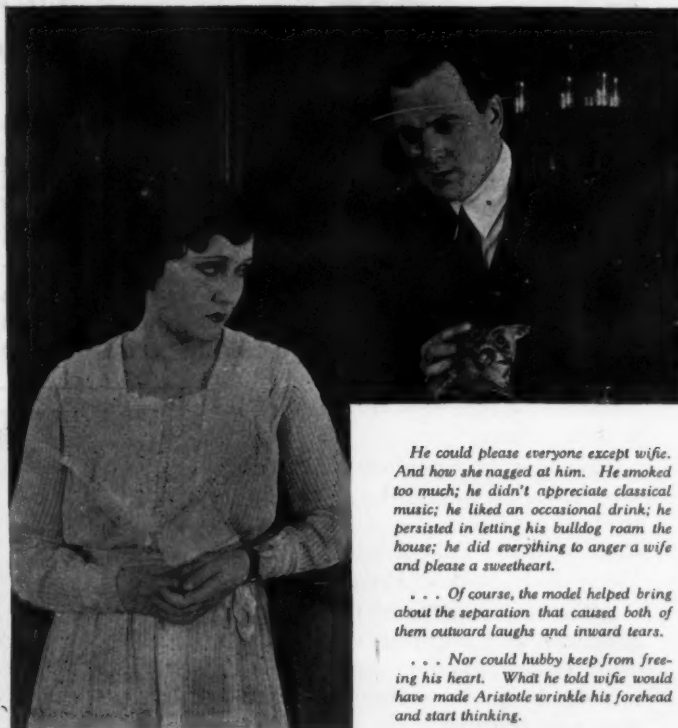 He could please everyone except wifie.
And how she nagged at him. He smoked
too much; he didn't appreciate classical
music; he liked an occasional drink; he
persisted in letting his bulldog roam the
house; he did everything to anger a wife
and please a sweetheart.
. . . Of course, the model helped bring
about the separation that caused both of
them outward laughs and inward tears.
. . . Nor could hubby keep from free-
ing his heart. What he told wifie would
have made Aristotle wrinkle his forehead
and start thinking.